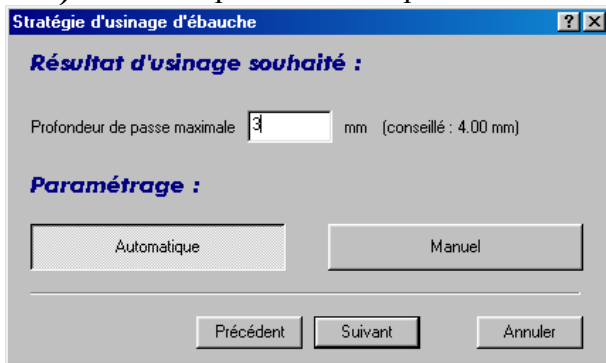 Stratégie d'usinage d'ébauche
Résultat d'usinage souhaité :
Profondeur de passe maximale 3 mm (conseillé : 4.00 mm)
Paramétrage :
Automatique Manuel
Précédent Suivant Annuler